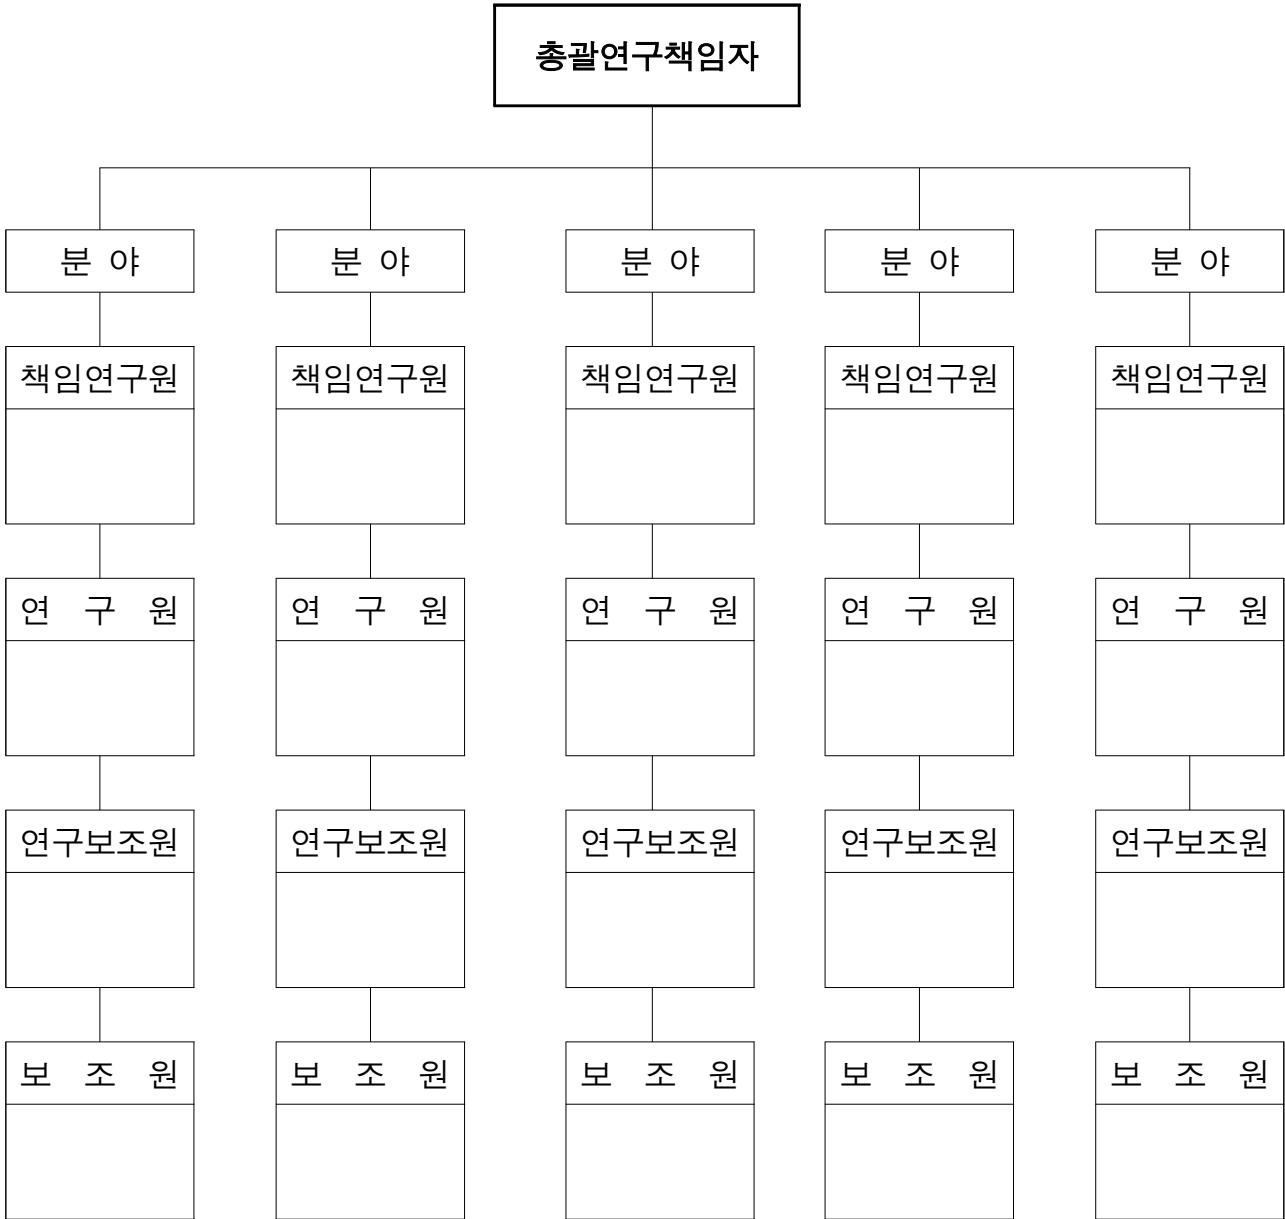 총괄연구책임자
분 야 분 야 분 야 분 야 분 야
책임연구원 책임연구원 책임연구원 책임연구원 책임연구원
연 구 원 연 구 원 연 구 원 연 구 원 연 구 원
연구보조원 연구보조원 연구보조원 연구보조원 연구보조원
보 조 원 보 조 원 보 조 원 보 조 원 보 조 원